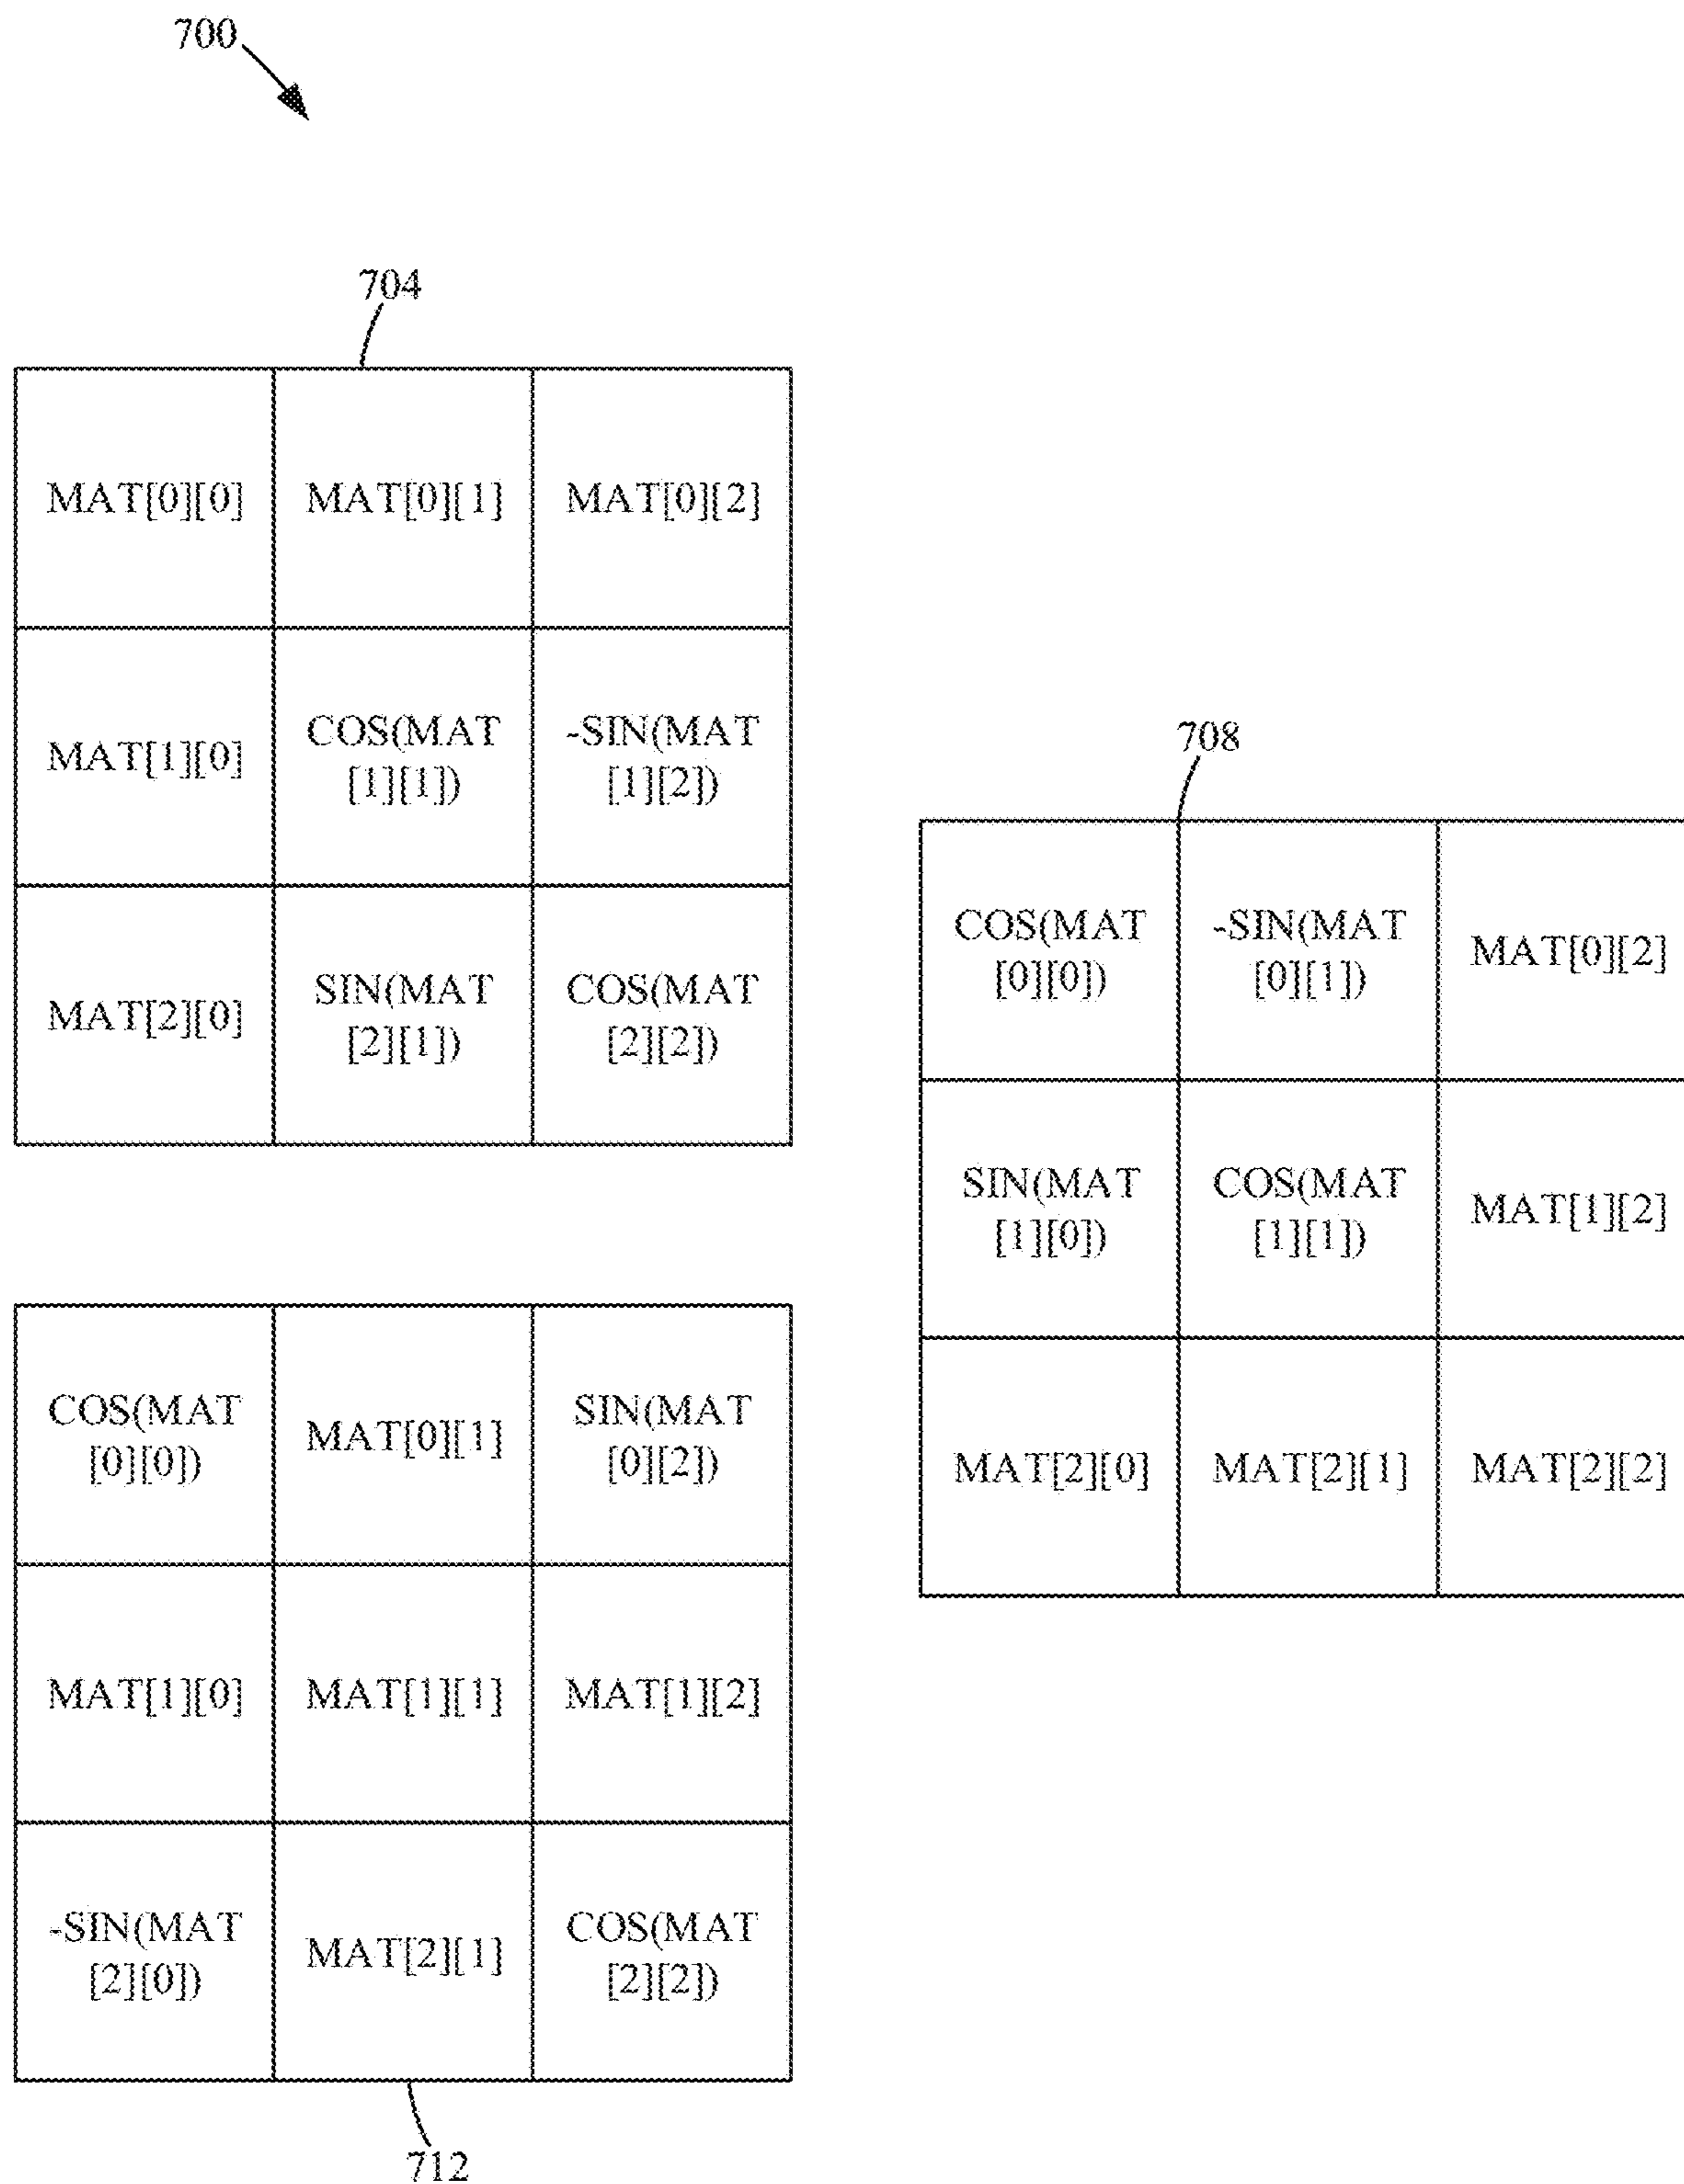 700
704
MAT[0][0] MAT[0][1] MAT[0][2]
MAT[1][0] COS(MAT -SIN(MAT
[1][1]) [1][2])
MAT[2][0] SIN(MAT COS(MAT
[2][1]) [2][2])
708
COS(MAT -SIN(MAT MAT[0][2]
[0][0]) [0][1])
SIN(MAT COS(MAT MAT[1][2]
[1][0]) [1][1])
MAT[2][0] MAT[2][1] MAT[2][2]
COS(MAT MAT[0][1] SIN(MAT
[0][0]) [0][2])
MAT[1][0] MAT[1][1] MAT[1][2]
-SIN(MAT MAT[2][1] COS(MAT
[2][0]) [2][2])
712